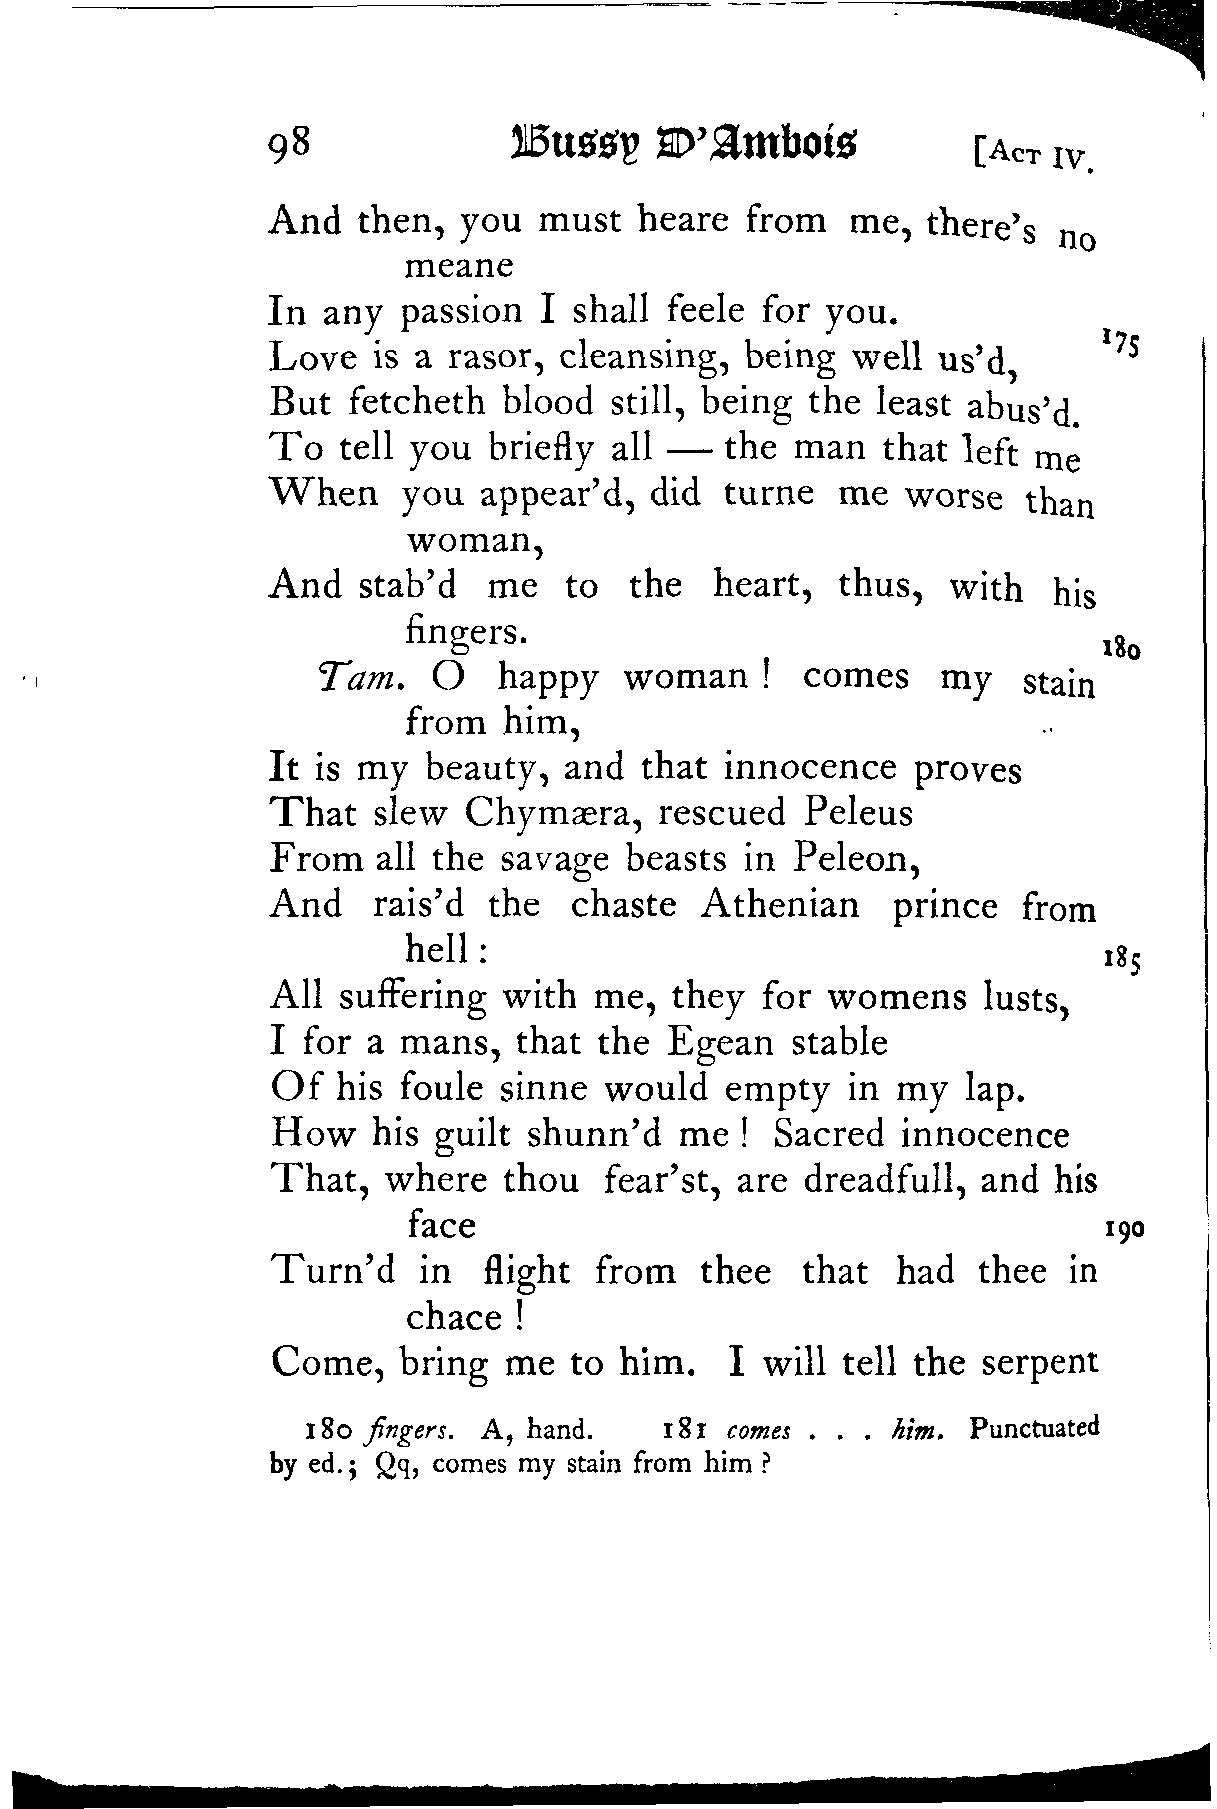 98 Bussy D'Ambois [ACT IV.
And then, you must heare from me, there's no
meane
In any passion I shall feele for you.
Love is a rasor, cleansing, being well us'd, 175
But fetcheth blood still, being the least abus'd.
To tell you briefly all — the man that left me
When you appear'd, did turne me worse than
woman,
And stab'd me to the heart, thus, with his
fingers. 180
Tam. O happy woman ! comes my stain
from him,
It is my beauty, and that innocence proves
That slew Chymæra, rescued Peleus
From all the savage beasts in Peleon,
And rais'd the chaste Athenian prince from
hell : 185
All suffering with me, they for womens lusts,
I for a mans, that the Egean stable
Of his foule sinne would empty in my lap.
How his guilt shunn'd me ! Sacred innocence
That, where thou fear'st, are dreadfull, and his
face 190
Turn'd in flight from thee that had thee in
chace !
Come, bring me to him. I will tell the serpent
180 fingers. A, hand. 181 comes . . . him. Punctuated
by ed.; Qq, comes my stain from him ?